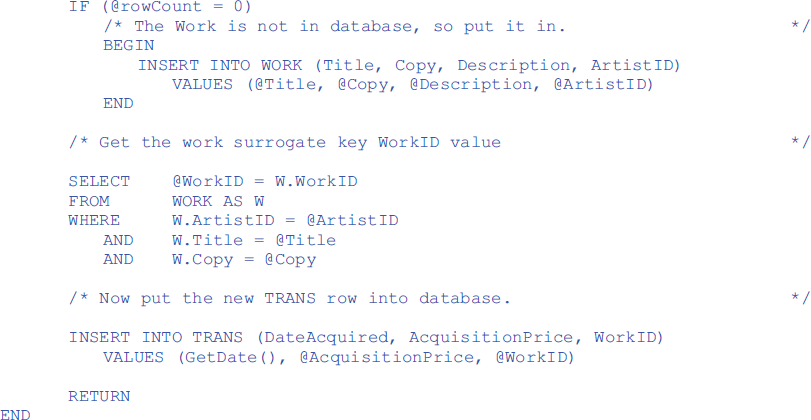 IF (@rowCount = 0)
/* The Work is not in database, so put it in. */
BEGIN
INSERT INTO WORK (Title, Copy, Description, ArtistID)
VALUES (@Title, @Copy, @Description, @ArtistID)
END
/* Get the work surrogate key WorkID value */
SELECT @WorkID = W.WorkID
FROM WORK AS W
WHERE W.ArtistID = @ArtistID
AND W.Title = @Title
AND W.Copy = @Copy
/* Now put the new TRANS row into database. */
INSERT INTO TRANS (DateAcquired, AcquisitionPrice, WorkID)
VALUES (GetDate(), @AcquisitionPrice, @WorkID)
RETURN
END